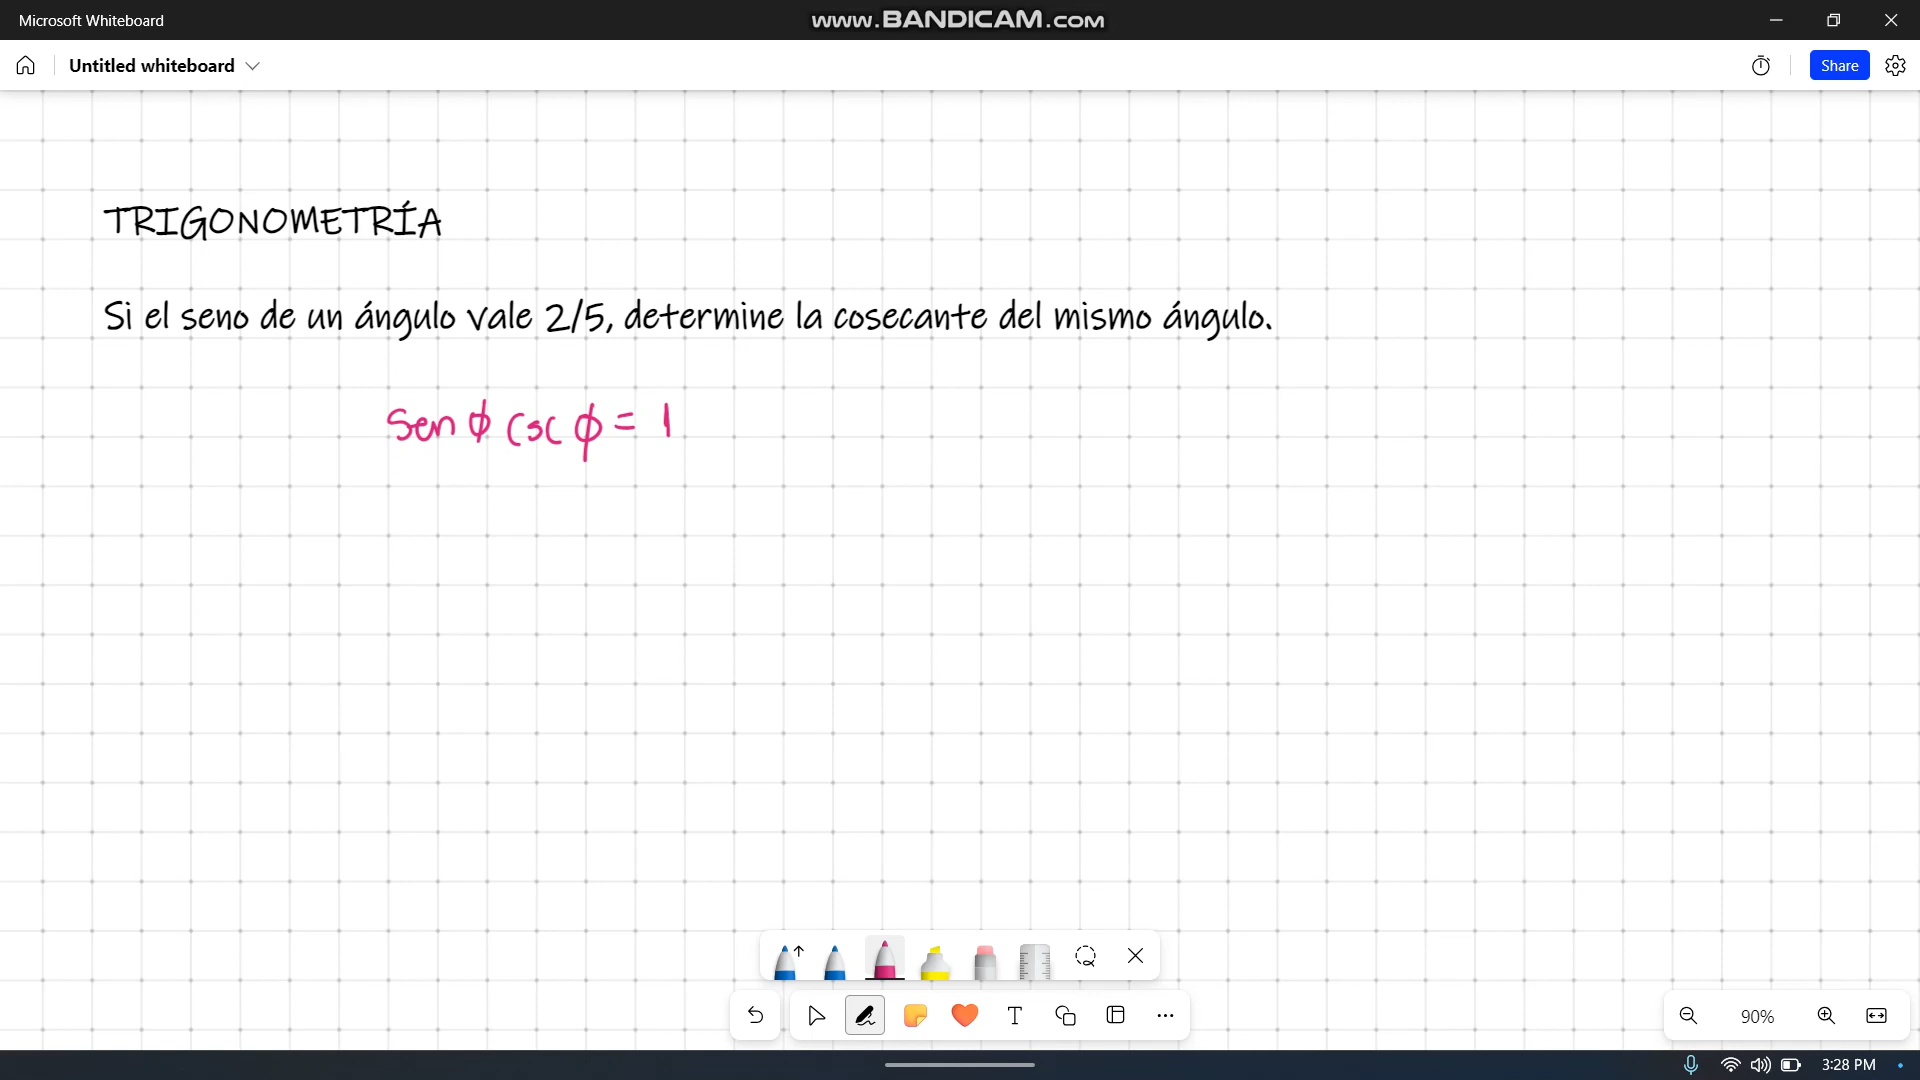 Microsoft Whiteboard
www.BANDICAM.com
Untitled whiteboard
Share
TRIGONOMETRÍA
Si el seno de un ángulo vale 2/5, determine la cosecante del mismo ángulo.
Sen ϕ Csc ϕ = 1
90%
3:28 PM